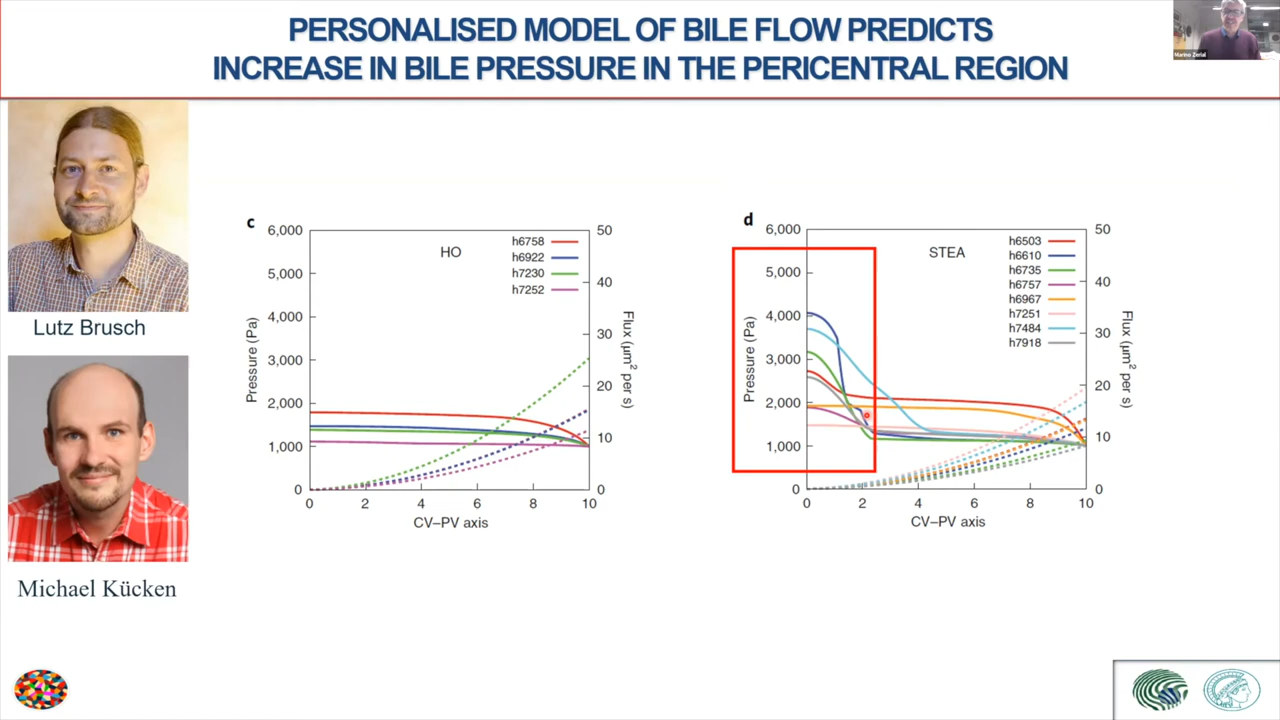 PERSONALISED MODEL OF BILE FLOW PREDICTS
INCREASE IN BILE PRESSURE IN THE PERICENTRAL REGION
Marino Zerial
Lutz Brusch
Michael Kücken
c
6,000
5,000
4,000
3,000
2,000
1,000
0
Pressure (Pa)
HO
h6758
h6922
h7230
h7252
50
40
30
20
10
0
Flux (µm² per s)
0 2 4 6 8 10
CV–PV axis
d
6,000
5,000
4,000
3,000
2,000
1,000
0
Pressure (Pa)
STEA
h6503
h6610
h6735
h6757
h6967
h7251
h7484
h7918
50
40
30
20
10
0
Flux (µm² per s)
0 2 4 6 8 10
CV–PV axis